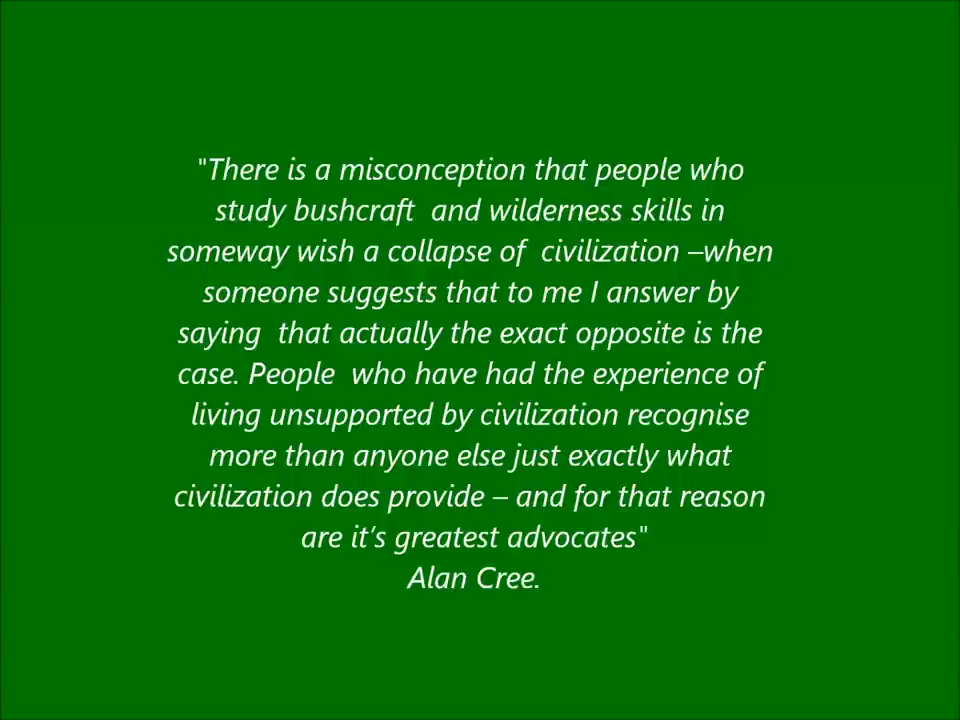 "There is a misconception that people who
study bushcraft  and wilderness skills in
someway wish a collapse of  civilization –when
someone suggests that to me I answer by
saying  that actually the exact opposite is the
case. People  who have had the experience of
living unsupported by civilization recognise
more than anyone else just exactly what
civilization does provide – and for that reason
are it’s greatest advocates"
Alan Cree.